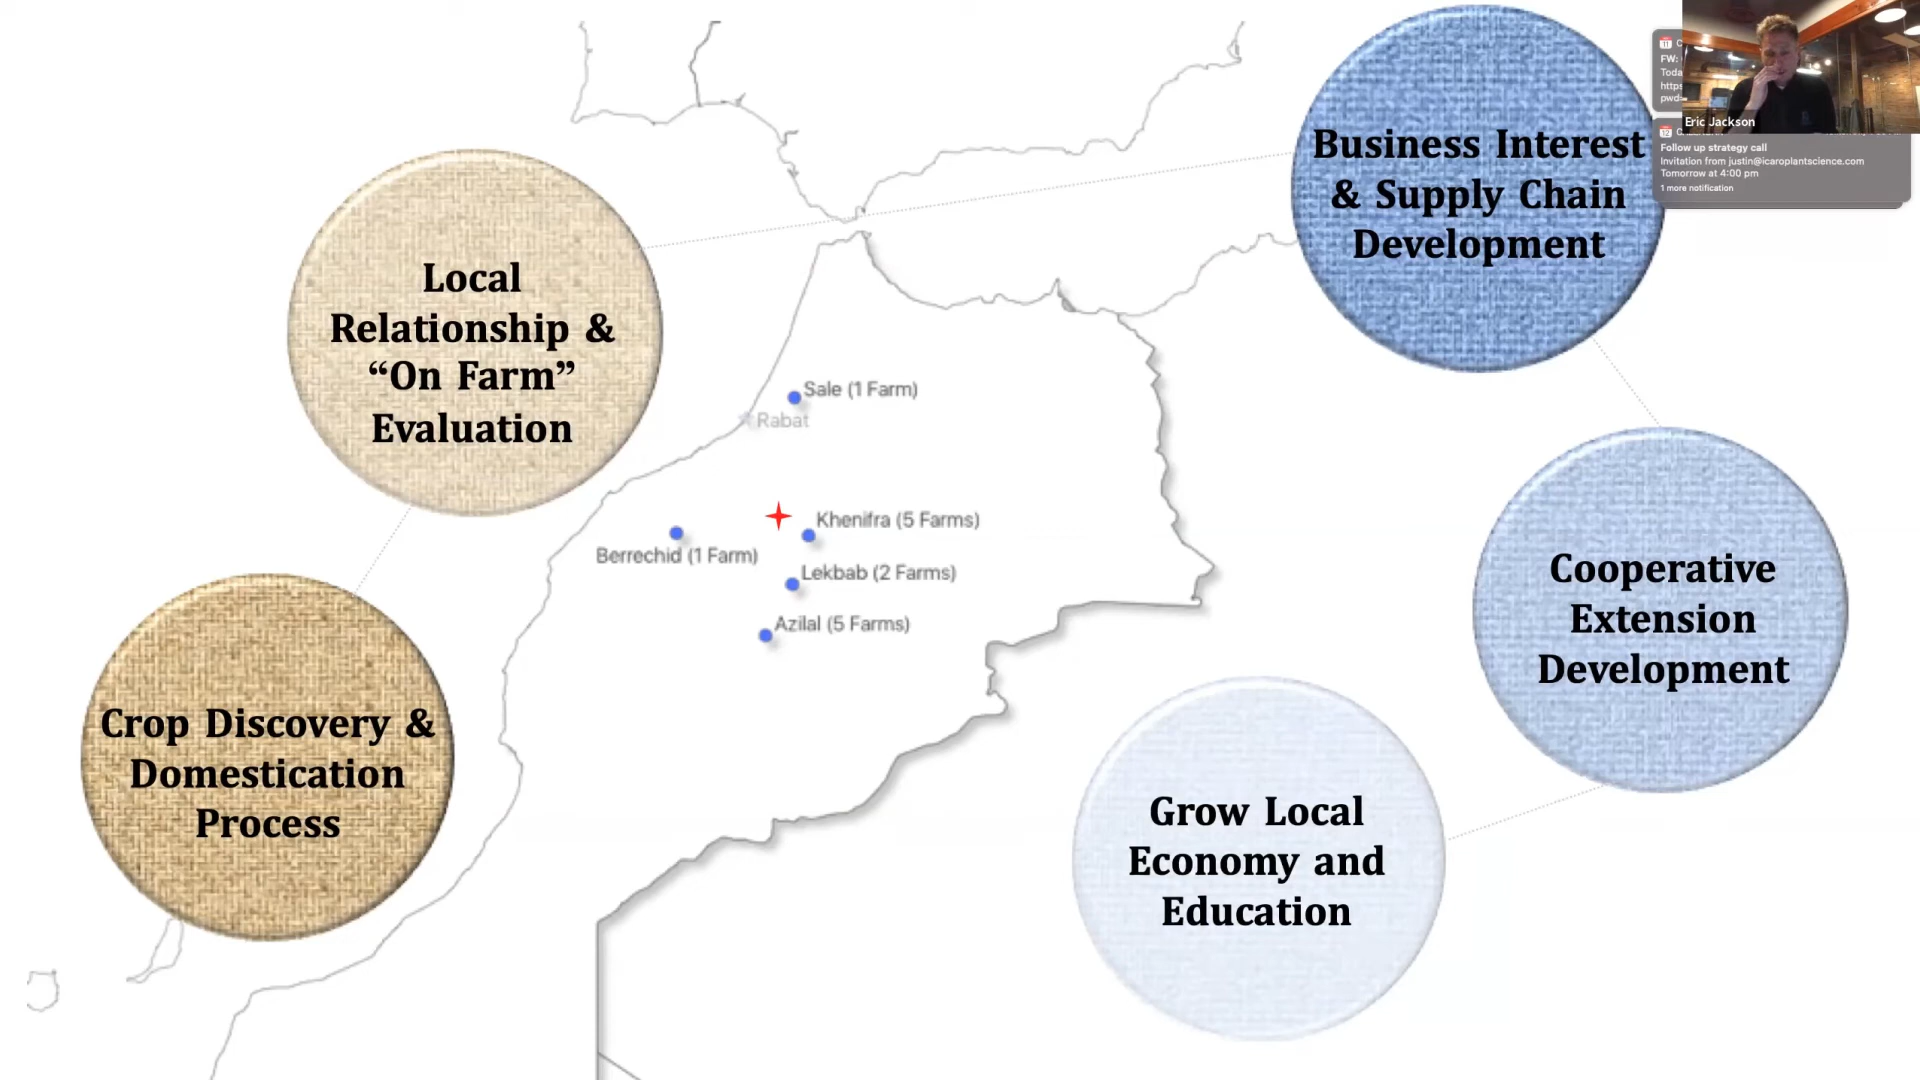 Local
Relationship &
“On Farm”
Evaluation
Crop Discovery &
Domestication
Process
Sale (1 Farm)
Rabat
Khenifra (5 Farms)
Berrechid (1 Farm)
Lekbab (2 Farms)
Azilal (5 Farms)
Business Interest
& Supply Chain
Development
Cooperative
Extension
Development
Grow Local
Economy and
Education
FW:
Eric Jackson
Follow up strategy call
Invitation from justin@icaroplantscience.com
Tomorrow at 4:00 pm
1 more notification